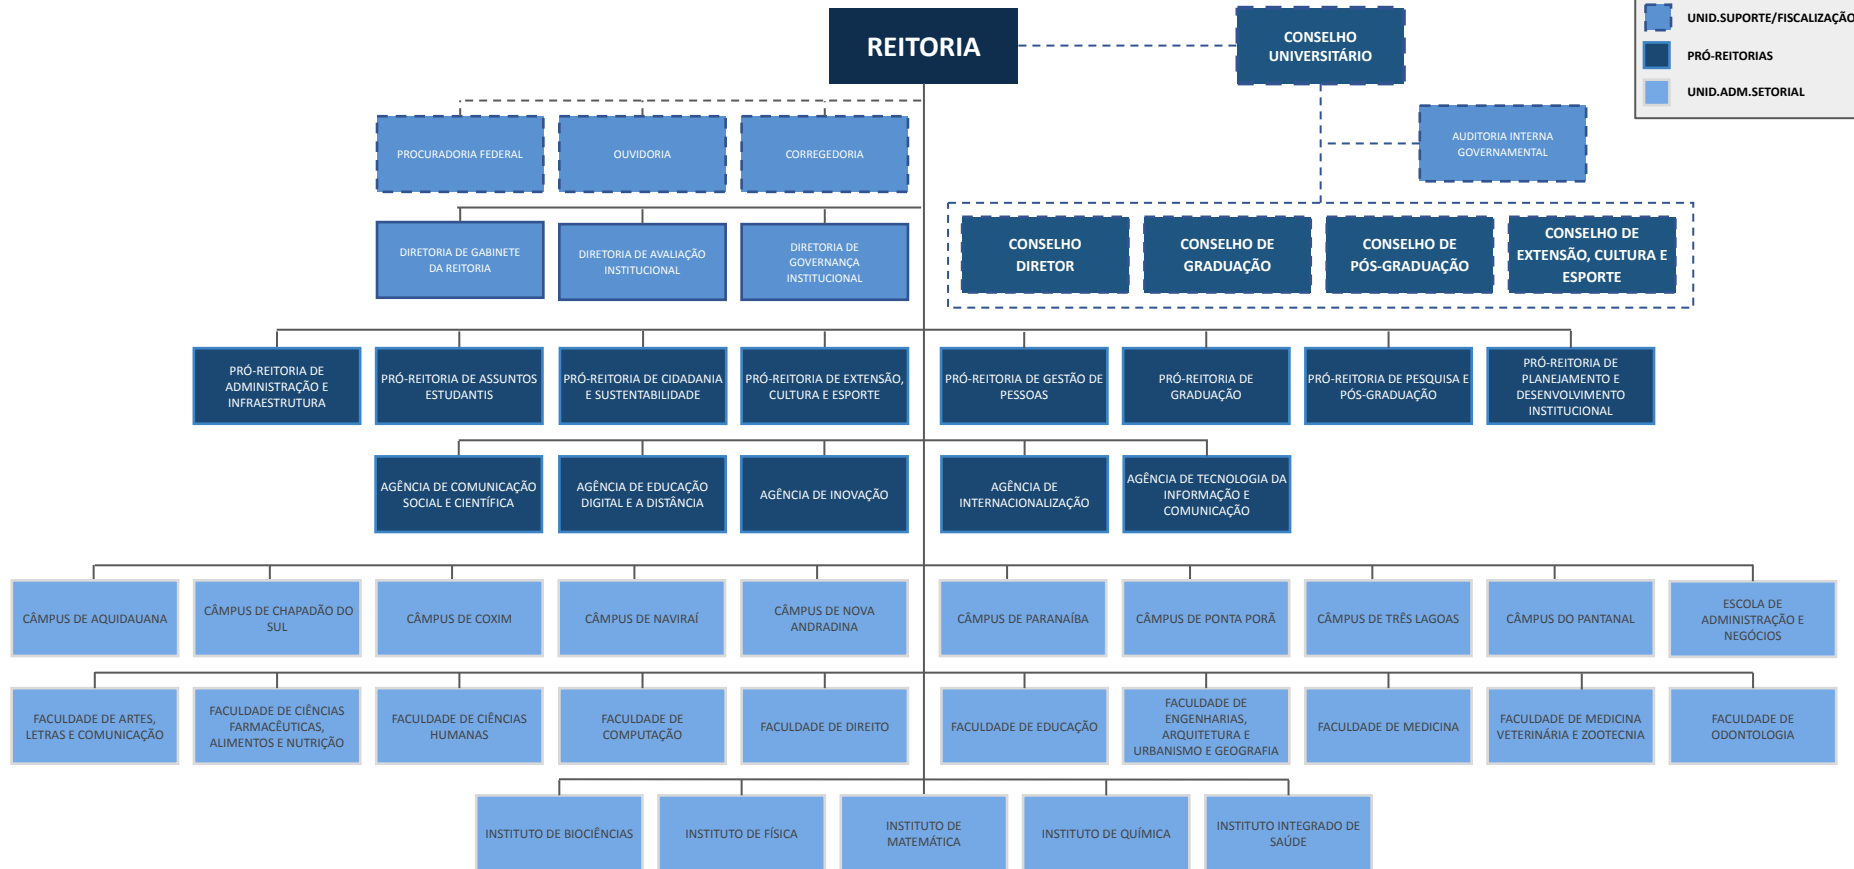 REITORIA
CONSELHO
UNIVERSITÁRIO
UNID.SUPORTE/FISCALIZAÇÃO
PRÓ-REITORIAS
UNID.ADM.SETORIAL
PROCURADORIA FEDERAL
OUVIDORIA
CORREGEDORIA
AUDITORIA INTERNA
GOVERNAMENTAL
DIRETORIA DE GABINETE
DA REITORIA
DIRETORIA DE AVALIAÇÃO
INSTITUCIONAL
DIRETORIA DE
GOVERNANÇA
INSTITUCIONAL
CONSELHO
DIRETOR
CONSELHO DE
GRADUAÇÃO
CONSELHO DE
PÓS-GRADUAÇÃO
CONSELHO DE
EXTENSÃO, CULTURA E
ESPORTE
PRÓ-REITORIA DE
ADMINISTRAÇÃO E
INFRAESTRUTURA
PRÓ-REITORIA DE ASSUNTOS
ESTUDANTIS
PRÓ-REITORIA DE CIDADANIA
E SUSTENTABILIDADE
PRÓ-REITORIA DE EXTENSÃO,
CULTURA E ESPORTE
PRÓ-REITORIA DE GESTÃO DE
PESSOAS
PRÓ-REITORIA DE
GRADUAÇÃO
PRÓ-REITORIA DE PESQUISA E
PÓS-GRADUAÇÃO
PRÓ-REITORIA DE
PLANEJAMENTO E
DESENVOLVIMENTO
INSTITUCIONAL
AGÊNCIA DE COMUNICAÇÃO
SOCIAL E CIENTÍFICA
AGÊNCIA DE EDUCAÇÃO
DIGITAL E A DISTÂNCIA
AGÊNCIA DE INOVAÇÃO
AGÊNCIA DE
INTERNACIONALIZAÇÃO
AGÊNCIA DE TECNOLOGIA DA
INFORMAÇÃO E
COMUNICAÇÃO
CÂMPUS DE AQUIDAUANA
CÂMPUS DE CHAPADÃO DO
SUL
CÂMPUS DE COXIM
CÂMPUS DE NAVIRAÍ
CÂMPUS DE NOVA
ANDRADINA
CÂMPUS DE PARANAÍBA
CÂMPUS DE PONTA PORÃ
CÂMPUS DE TRÊS LAGOAS
CÂMPUS DO PANTANAL
ESCOLA DE
ADMINISTRAÇÃO E
NEGÓCIOS
FACULDADE DE ARTES,
LETRAS E COMUNICAÇÃO
FACULDADE DE CIÊNCIAS
FARMACÊUTICAS,
ALIMENTOS E NUTRIÇÃO
FACULDADE DE CIÊNCIAS
HUMANAS
FACULDADE DE
COMPUTAÇÃO
FACULDADE DE DIREITO
FACULDADE DE EDUCAÇÃO
FACULDADE DE
ENGENHARIAS,
ARQUITETURA E
URBANISMO E GEOGRAFIA
FACULDADE DE MEDICINA
FACULDADE DE MEDICINA
VETERINÁRIA E ZOOTECNIA
FACULDADE DE
ODONTOLOGIA
INSTITUTO DE BIOCIÊNCIAS
INSTITUTO DE FÍSICA
INSTITUTO DE
MATEMÁTICA
INSTITUTO DE QUÍMICA
INSTITUTO INTEGRADO DE
SAÚDE